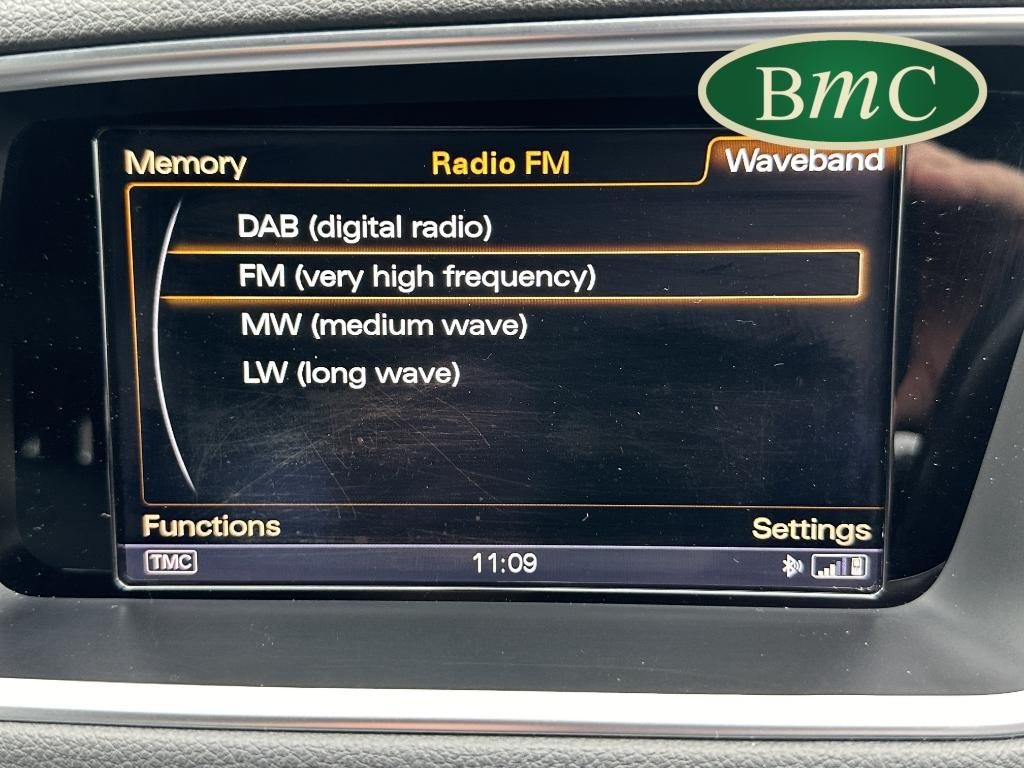 BmC
Memory Radio FM Waveband
DAB (digital radio)
FM (very high frequency)
MW (medium wave)
LW (long wave)
Functions Settings
TMC 11:09